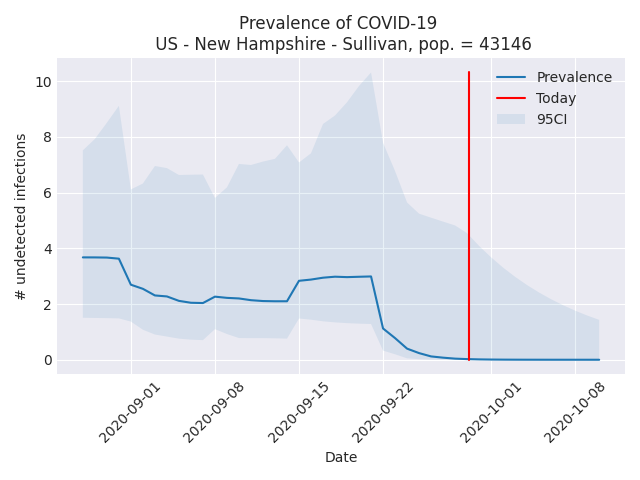 Prevalence of COVID-19
US - New Hampshire - Sullivan, pop. = 43146
Prevalence
Today
95CI
# undetected infections
10
8
6
4
2
0
2020-09-01
2020-09-08
2020-09-15
2020-09-22
2020-10-01
2020-10-08
Date